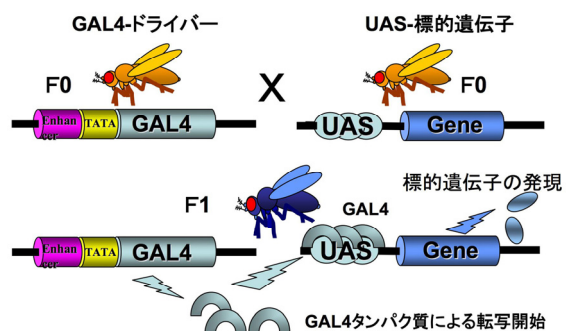 GAL4-ドライバー
UAS-標的遺伝子
F0
X
F0
Enhan
cer
TATA
GAL4
UAS
Gene
F1
GAL4
標的遺伝子の発現
Enhan
cer
TATA
GAL4
UAS
Gene
GAL4タンパク質による転写開始